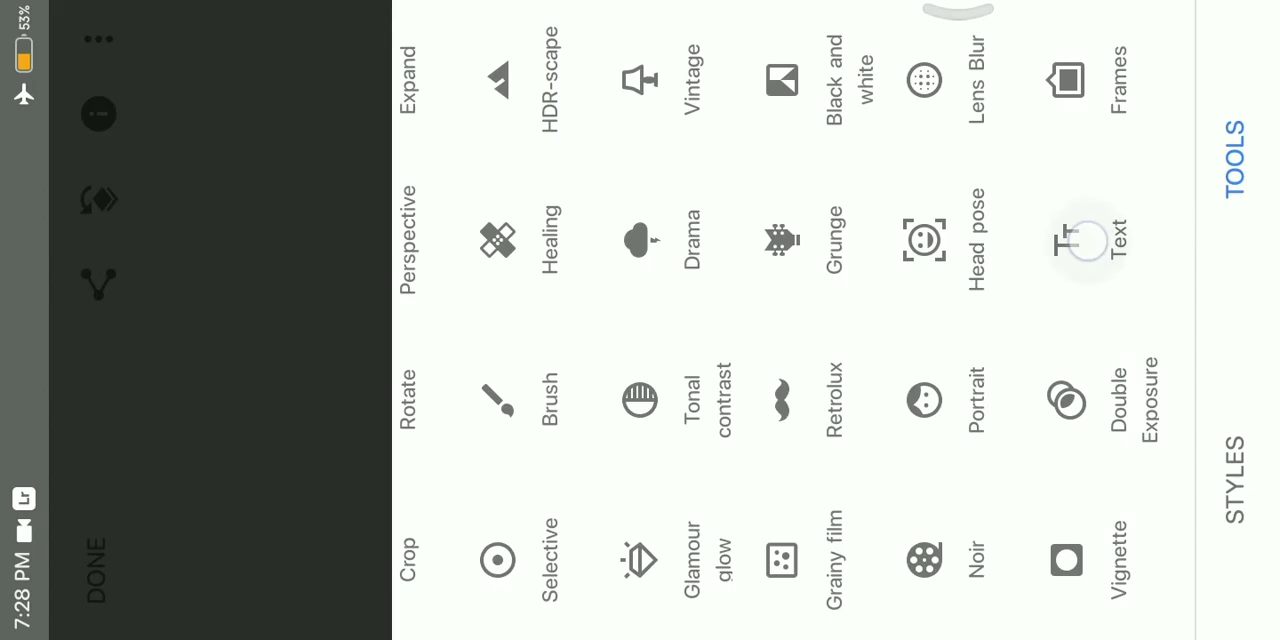 7:28 PM Lr 53%
DONE
Crop Rotate Perspective Expand
Selective Brush Healing HDR-scape
Glamour Tonal Drama Vintage
glow contrast
Grainy film Retrolux Grunge Black and
white
Noir Portrait Head pose Lens Blur
Vignette Double Text Frames
Exposure
STYLES TOOLS